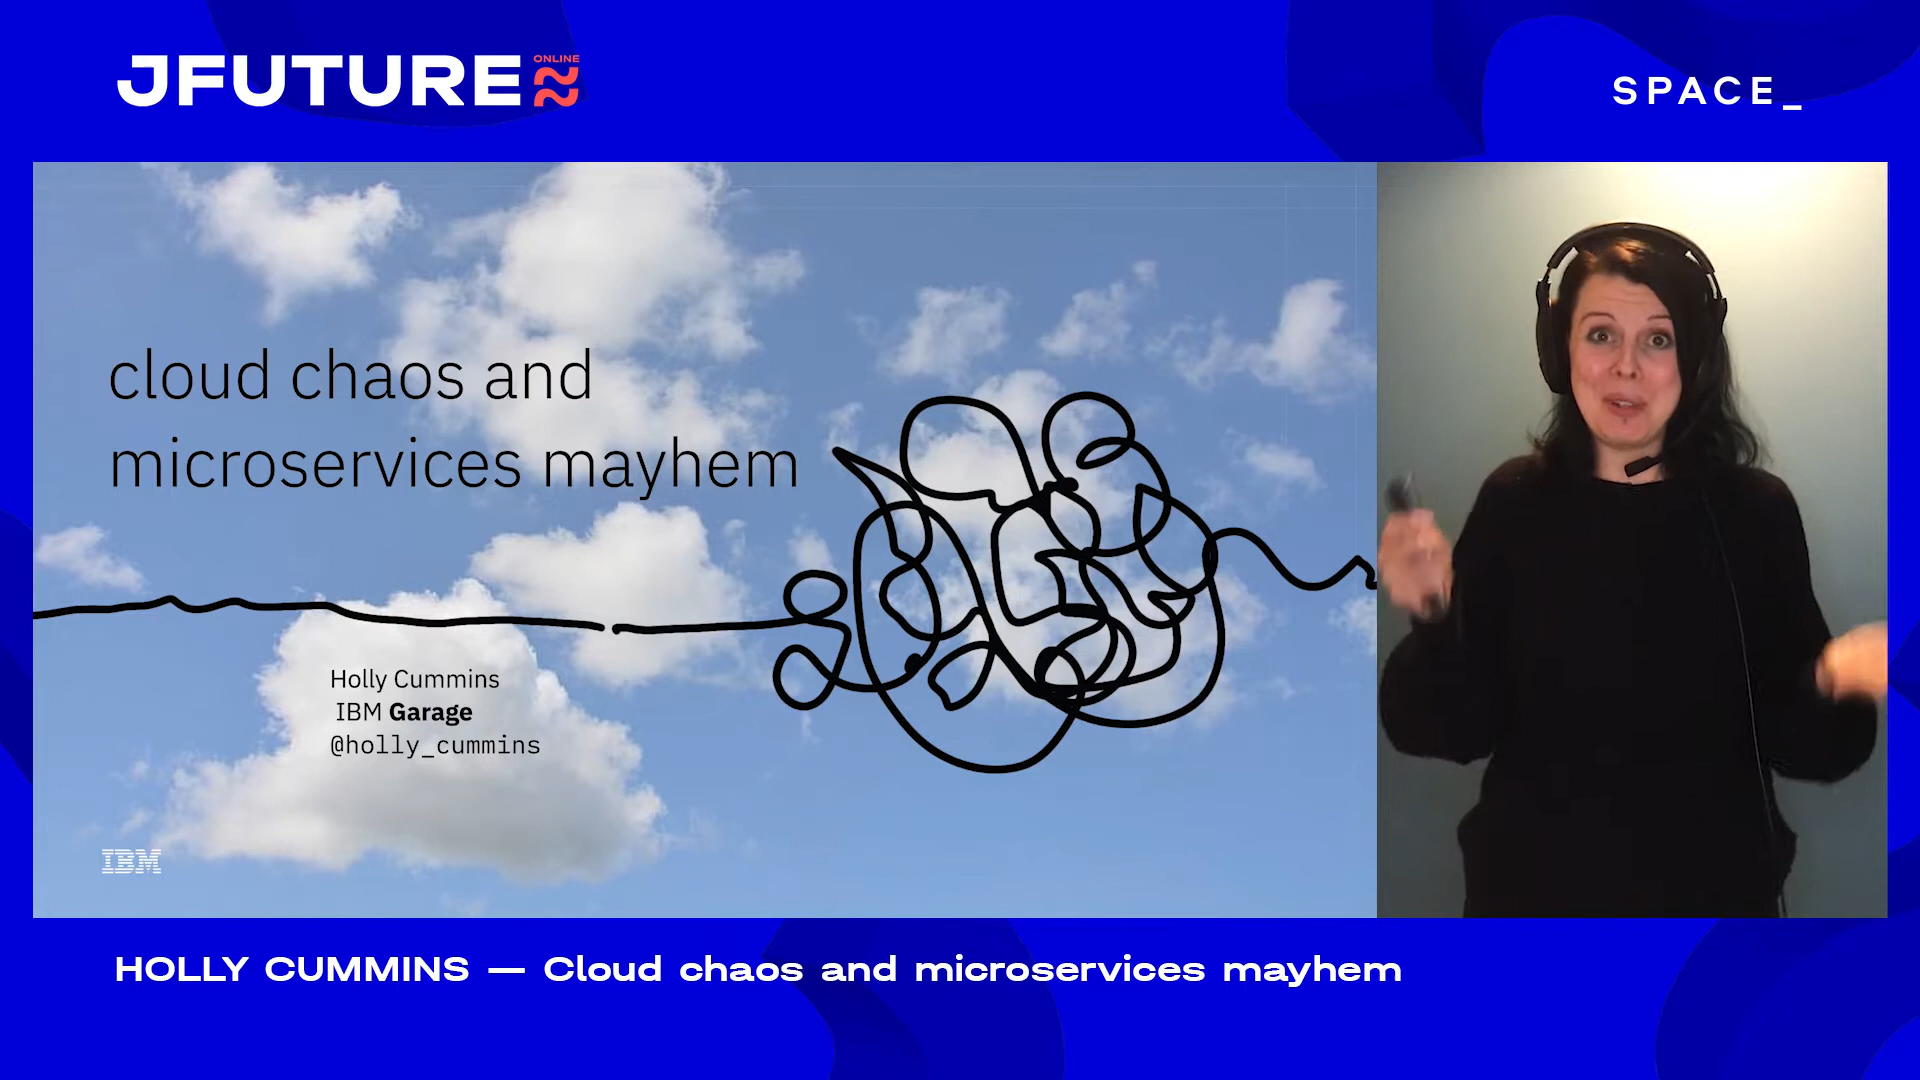 JFUTURE ONLINE
SPACE_
cloud chaos and
microservices mayhem
Holly Cummins
IBM Garage
@holly_cummins
IBM
HOLLY CUMMINS — Cloud chaos and microservices mayhem